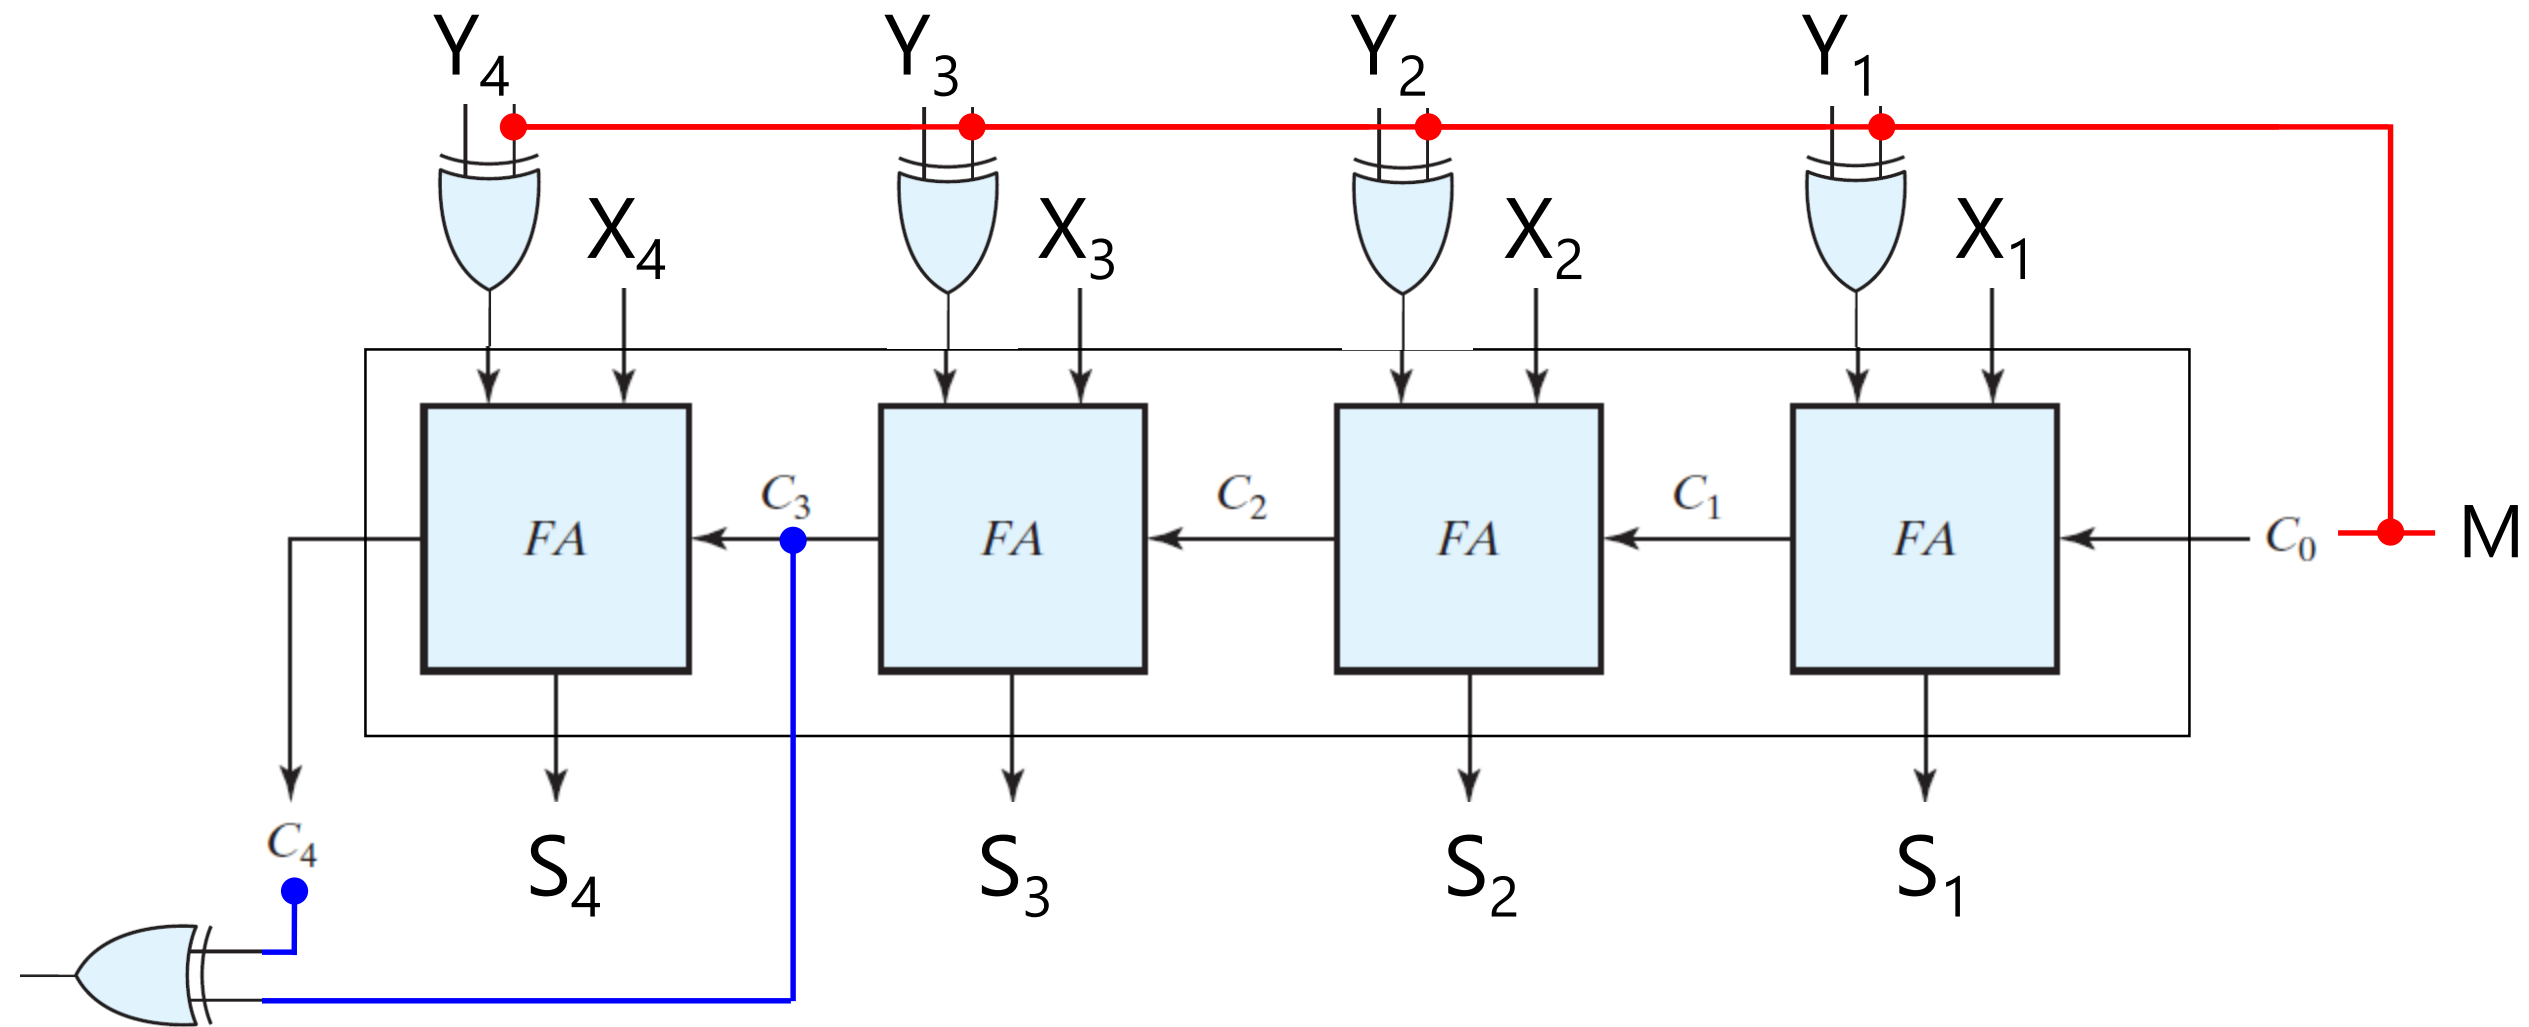 Y4 Y3 Y2 Y1
X4 X3 X2 X1
C3 C2 C1
FA FA FA FA C0 M
C4 S4 S3 S2 S1